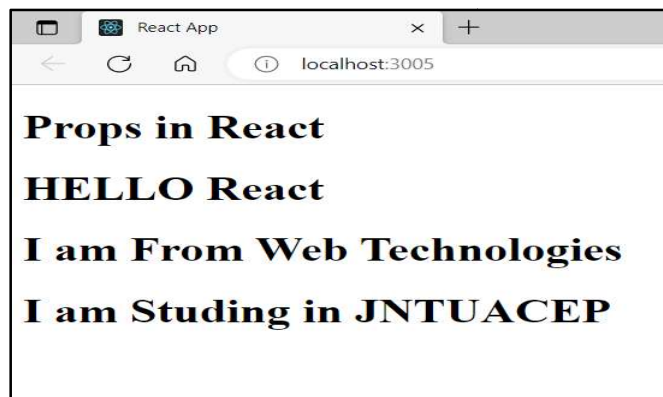 React App
localhost:3005
Props in React
HELLO React
I am From Web Technologies
I am Studing in JNTUACEP